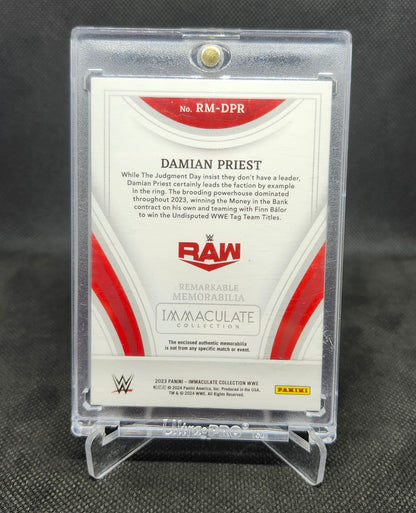 No. RM-DPR
DAMIAN PRIEST
While The Judgment Day insist they don't have a leader,
Damian Priest certainly leads the faction by example
in the ring. The brooding powerhouse dominated
throughout 2023, winning the Money in the Bank
contract on his own and teaming with Finn Bálor
to win the Undisputed WWE Tag Team Titles.
W
RAW
REMARKABLE
MEMORABILIA
IMMACULATE
COLLECTION
The enclosed authentic memorabilia
is not from any specific match or event.
W
2023 PANINI - IMMACULATE COLLECTION WWE
© 2024 Panini America, Inc. Produced in the USA.
TM & © 2024 WWE. All Rights Reserved.
PANINI
Ultra·PRO